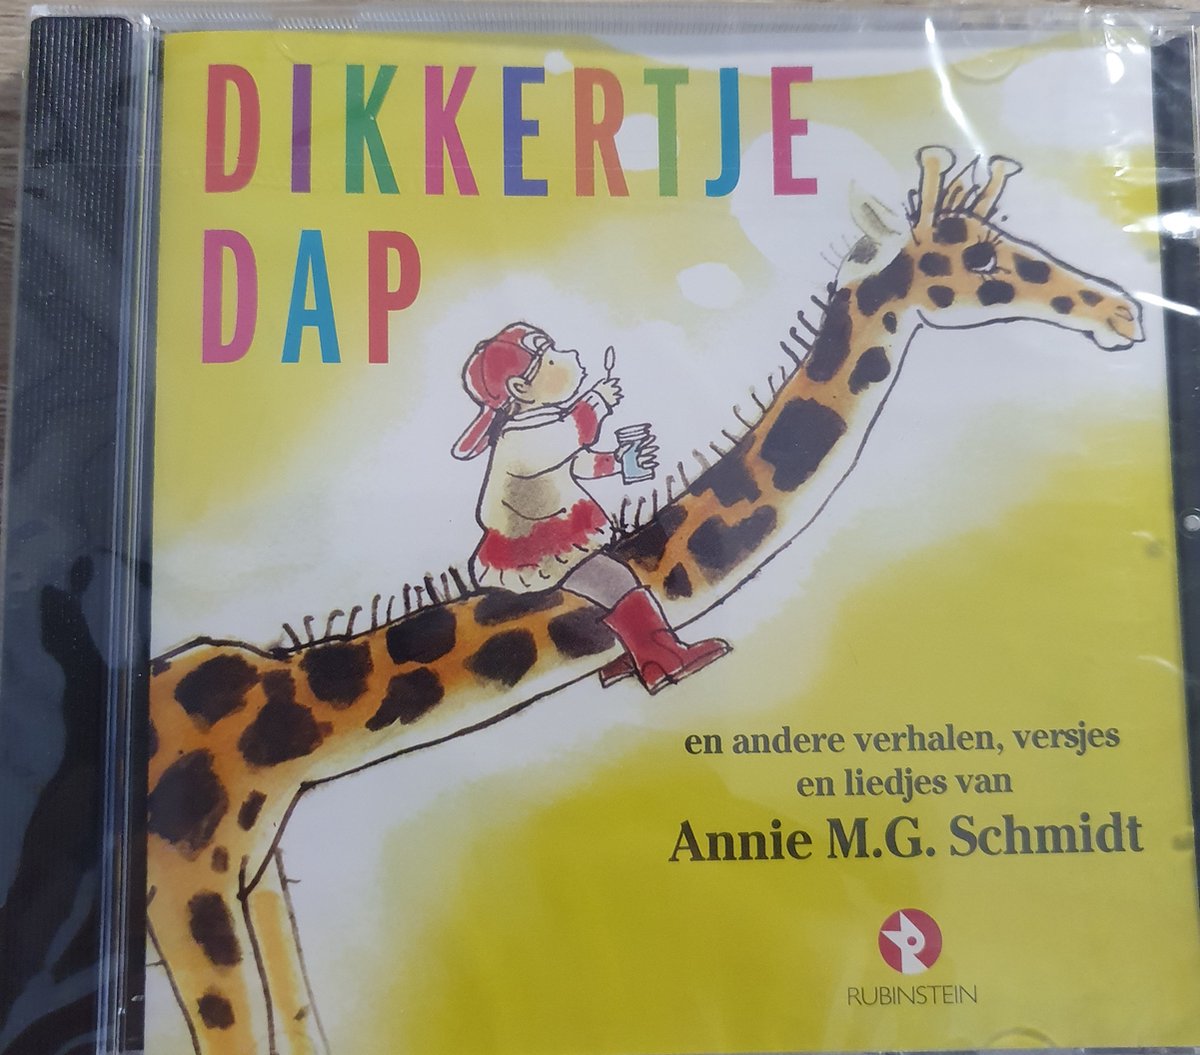 DIKKERTJE
DAP
en andere verhalen, versjes
en liedjes van
Annie M.G. Schmidt
RUBINSTEIN